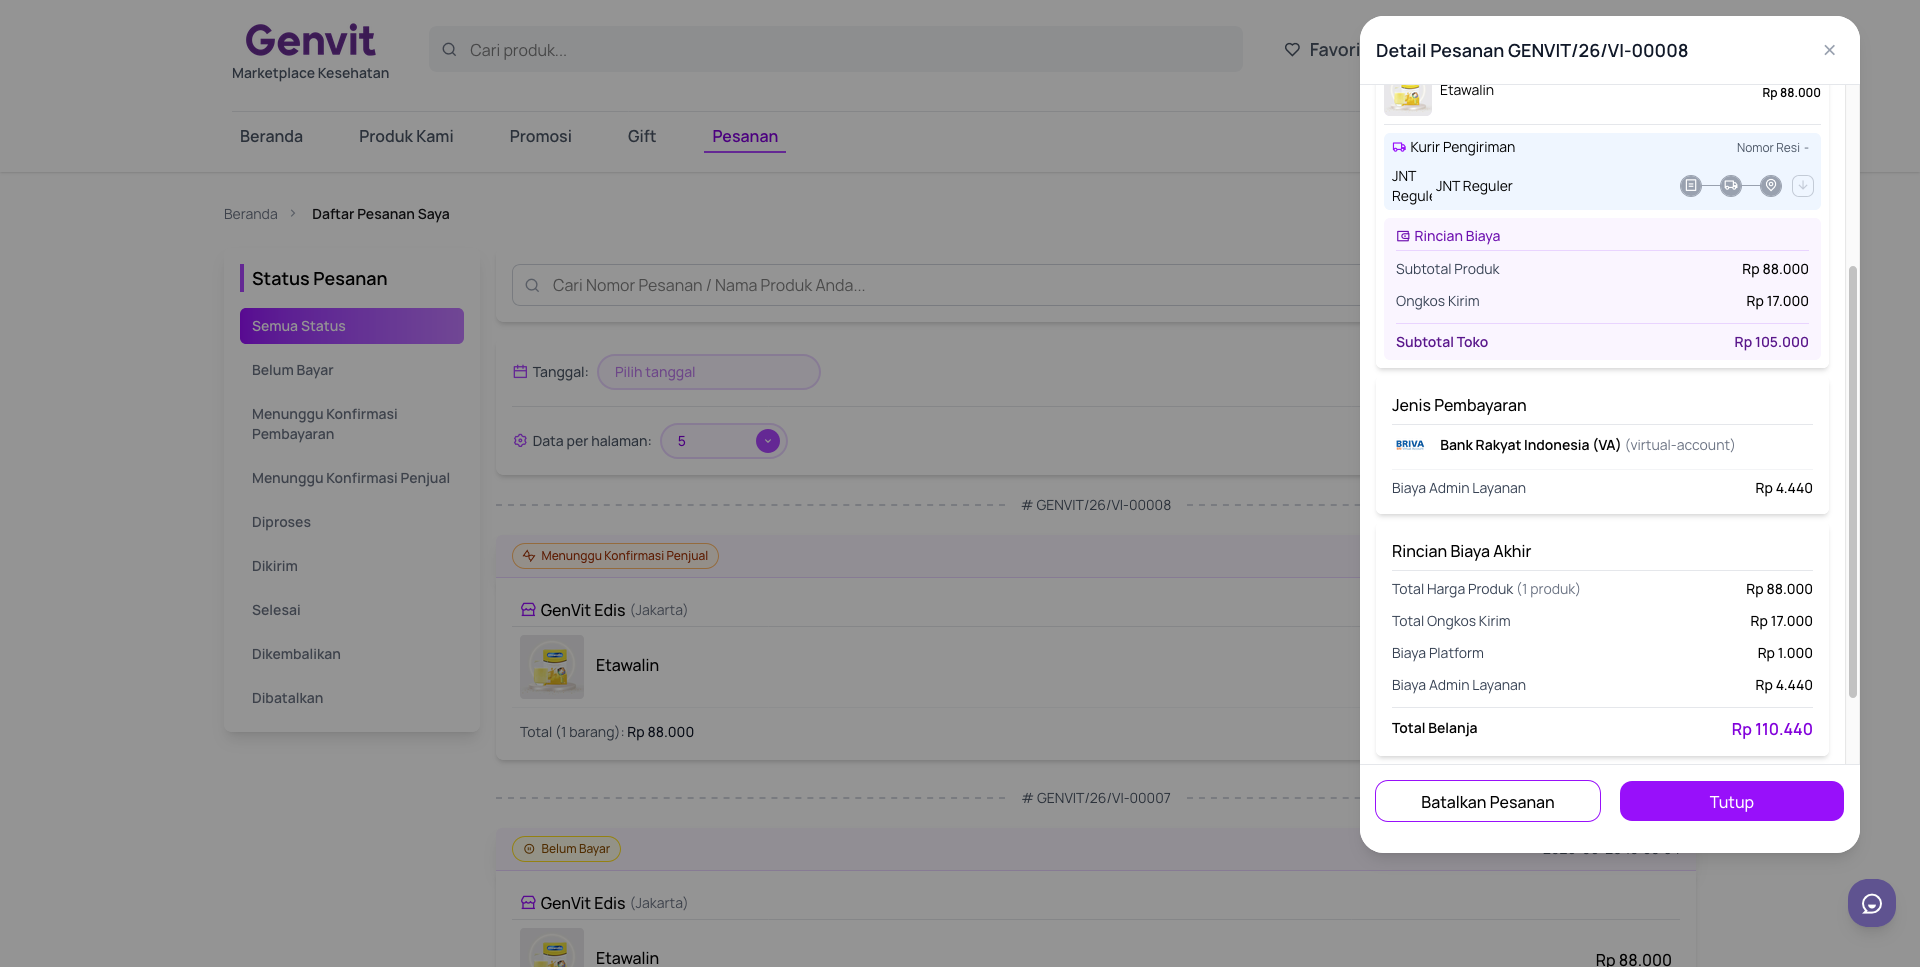 Genvit
Marketplace Kesehatan
Cari produk...
Favori
Beranda
Produk Kami
Promosi
Gift
Pesanan
Beranda
Daftar Pesanan Saya
Status Pesanan
Semua Status
Belum Bayar
Menunggu Konfirmasi
Pembayaran
Menunggu Konfirmasi Penjual
Diproses
Dikirim
Selesai
Dikembalikan
Dibatalkan
Cari Nomor Pesanan / Nama Produk Anda...
Tanggal: Pilih tanggal
Data per halaman: 5
# GENVIT/26/VI-00008
Menunggu Konfirmasi Penjual
GenVit Edis (Jakarta)
Etawalin
Total (1 barang): Rp 88.000
# GENVIT/26/VI-00007
Belum Bayar
GenVit Edis (Jakarta)
Etawalin
Rp 88.000
Detail Pesanan GENVIT/26/VI-00008
Etawalin
Rp 88.000
Kurir Pengiriman
Nomor Resi -
JNT
Regule
JNT Reguler
Rincian Biaya
Subtotal Produk Rp 88.000
Ongkos Kirim Rp 17.000
Subtotal Toko Rp 105.000
Jenis Pembayaran
BRIVA
Bank Rakyat Indonesia (VA) (virtual-account)
Biaya Admin Layanan Rp 4.440
Rincian Biaya Akhir
Total Harga Produk (1 produk) Rp 88.000
Total Ongkos Kirim Rp 17.000
Biaya Platform Rp 1.000
Biaya Admin Layanan Rp 4.440
Total Belanja Rp 110.440
Batalkan Pesanan
Tutup